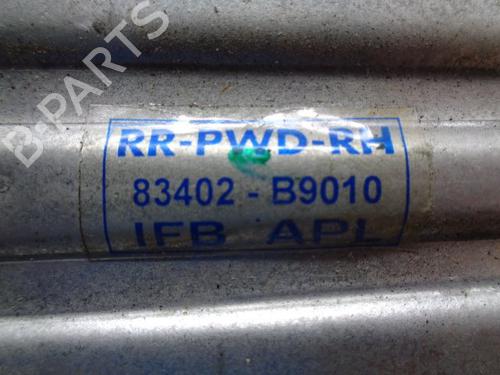 B-PARTS
RR-PWD-RH
83402 - B9010
IFB APL